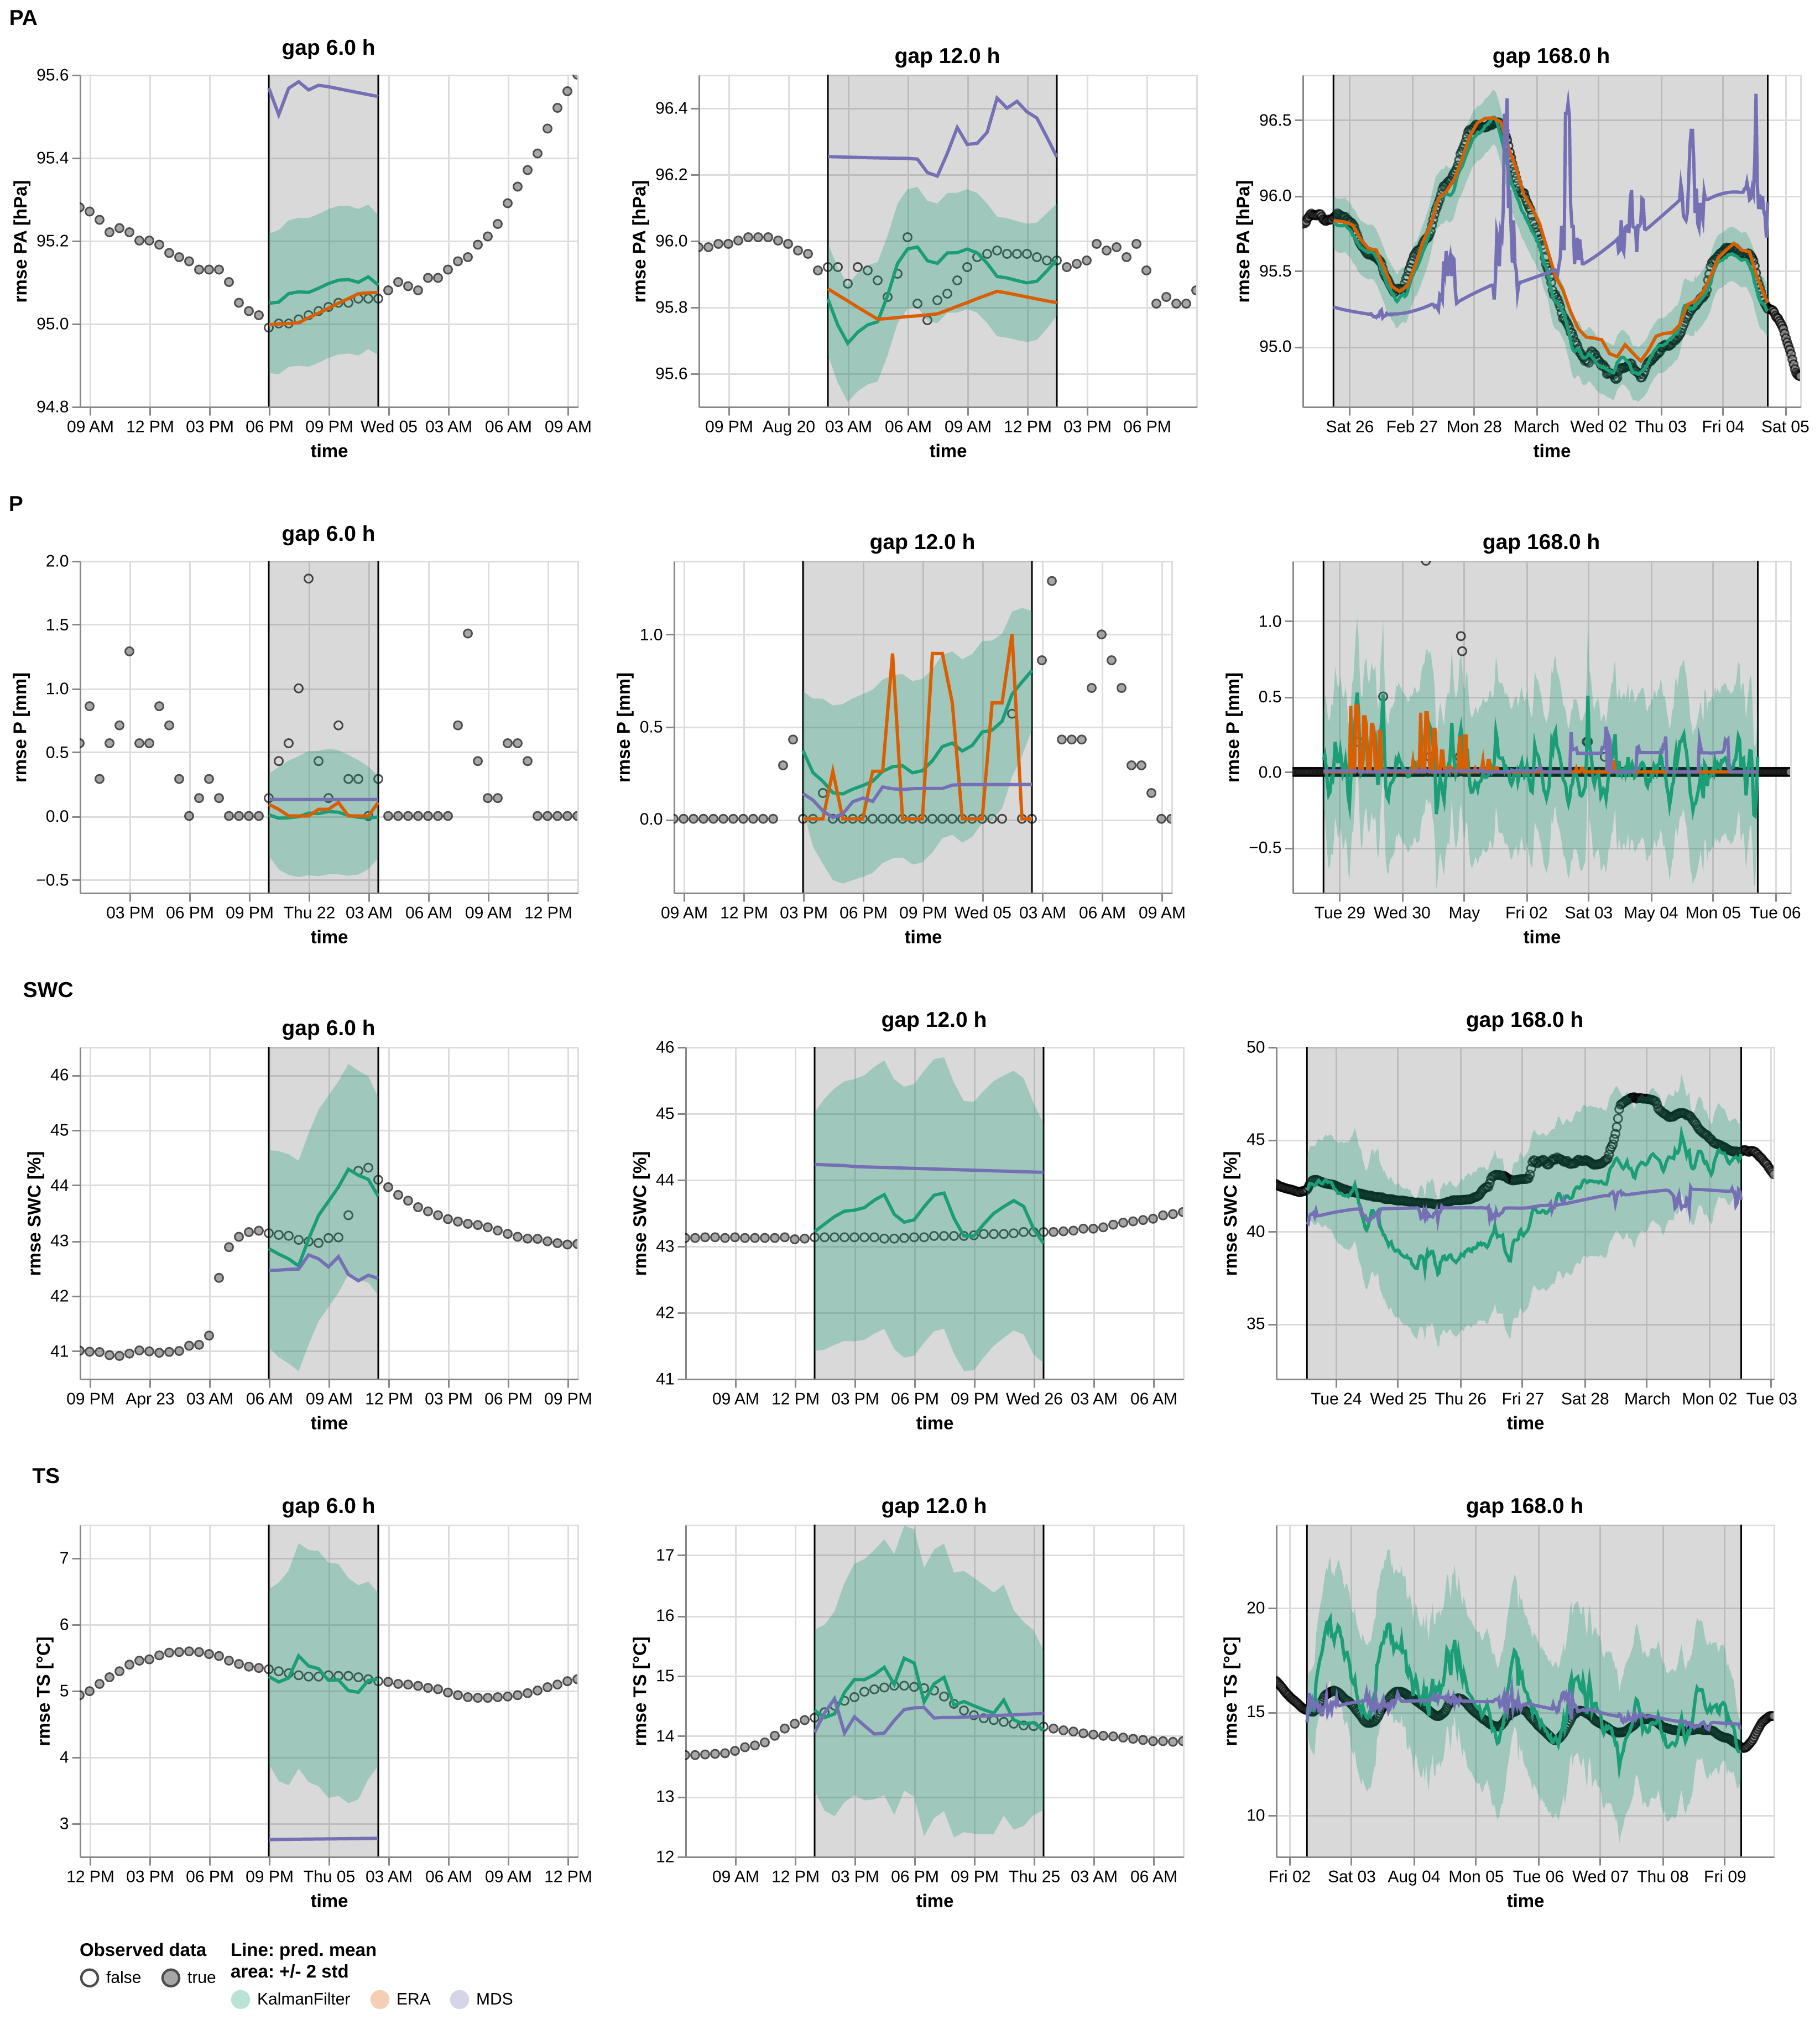 PA
gap 6.0 h
gap 12.0 h
gap 168.0 h
rmse PA [hPa]
95.6
95.4
95.2
95.0
94.8
09 AM 12 PM 03 PM 06 PM 09 PM Wed 05 03 AM 06 AM 09 AM
time
rmse PA [hPa]
96.4
96.2
96.0
95.8
95.6
09 PM Aug 20 03 AM 06 AM 09 AM 12 PM 03 PM 06 PM
time
rmse PA [hPa]
96.5
96.0
95.5
95.0
Sat 26 Feb 27 Mon 28 March Wed 02 Thu 03 Fri 04 Sat 05
time
P
gap 6.0 h
gap 12.0 h
gap 168.0 h
rmse P [mm]
2.0
1.5
1.0
0.5
0.0
−0.5
03 PM 06 PM 09 PM Thu 22 03 AM 06 AM 09 AM 12 PM
time
rmse P [mm]
1.0
0.5
0.0
09 AM 12 PM 03 PM 06 PM 09 PM Wed 05 03 AM 06 AM 09 AM
time
rmse P [mm]
1.0
0.5
0.0
−0.5
Tue 29 Wed 30 May Fri 02 Sat 03 May 04 Mon 05 Tue 06
time
SWC
gap 6.0 h
gap 12.0 h
gap 168.0 h
rmse SWC [%]
46
45
44
43
42
41
09 PM Apr 23 03 AM 06 AM 09 AM 12 PM 03 PM 06 PM 09 PM
time
rmse SWC [%]
46
45
44
43
42
41
09 AM 12 PM 03 PM 06 PM 09 PM Wed 26 03 AM 06 AM
time
rmse SWC [%]
50
45
40
35
Tue 24 Wed 25 Thu 26 Fri 27 Sat 28 March Mon 02 Tue 03
time
TS
gap 6.0 h
gap 12.0 h
gap 168.0 h
rmse TS [°C]
7
6
5
4
3
12 PM 03 PM 06 PM 09 PM Thu 05 03 AM 06 AM 09 AM 12 PM
time
rmse TS [°C]
17
16
15
14
13
12
09 AM 12 PM 03 PM 06 PM 09 PM Thu 25 03 AM 06 AM
time
rmse TS [°C]
20
15
10
Fri 02 Sat 03 Aug 04 Mon 05 Tue 06 Wed 07 Thu 08 Fri 09
time
Observed data
false true
Line: pred. mean
area: +/- 2 std
KalmanFilter ERA MDS